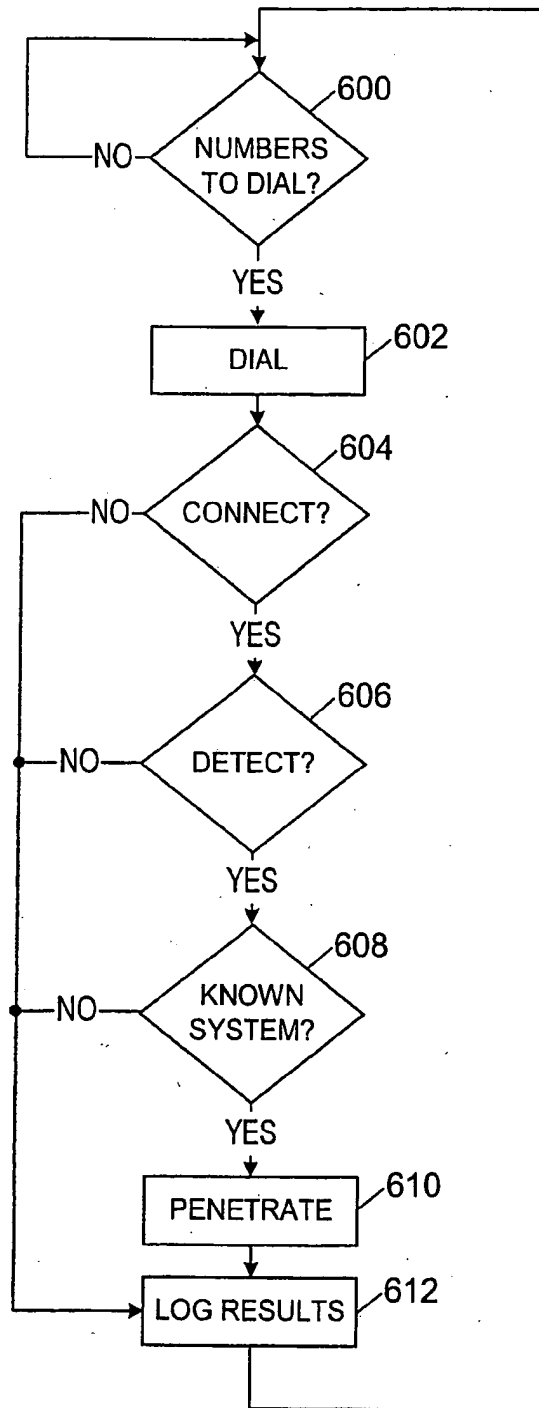 600
NO
NUMBERS
TO DIAL?
YES
DIAL
602
604
NO
CONNECT?
YES
606
NO
DETECT?
YES
608
NO
KNOWN
SYSTEM?
YES
PENETRATE
610
LOG RESULTS
612